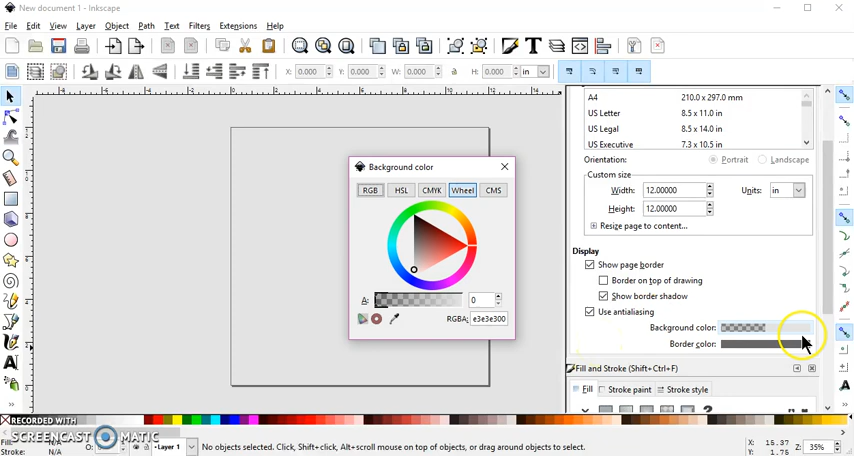 New document 1 - Inkscape
File Edit View Layer Object Path Text Filters Extensions Help
X: 0.000 Y: 0.000 W: 0.000 H: 0.000 in
A4 210.0 x 297.0 mm
US Letter 8.5 x 11.0 in
US Legal 8.5 x 14.0 in
US Executive 7.3 x 10.5 in
Orientation: Portrait Landscape
Custom size
Width: 12.00000 Units: in
Height: 12.00000
Resize page to content...
Display
Show page border
Border on top of drawing
Show border shadow
Use antialiasing
Background color:
Border color:
Background color
RGB HSL CMYK Wheel CMS
A: 0
RGBA: e3e3e300
Fill and Stroke (Shift+Ctrl+F)
Fill Stroke paint Stroke style
RECORDED WITH
SCREENCAST MATIC
Fill:
Stroke:
O:
Layer 1
No objects selected. Click, Shift+click, Alt+scroll mouse on top of objects, or drag around objects to select.
X: 15.37
Y: 1.75
Z: 35%